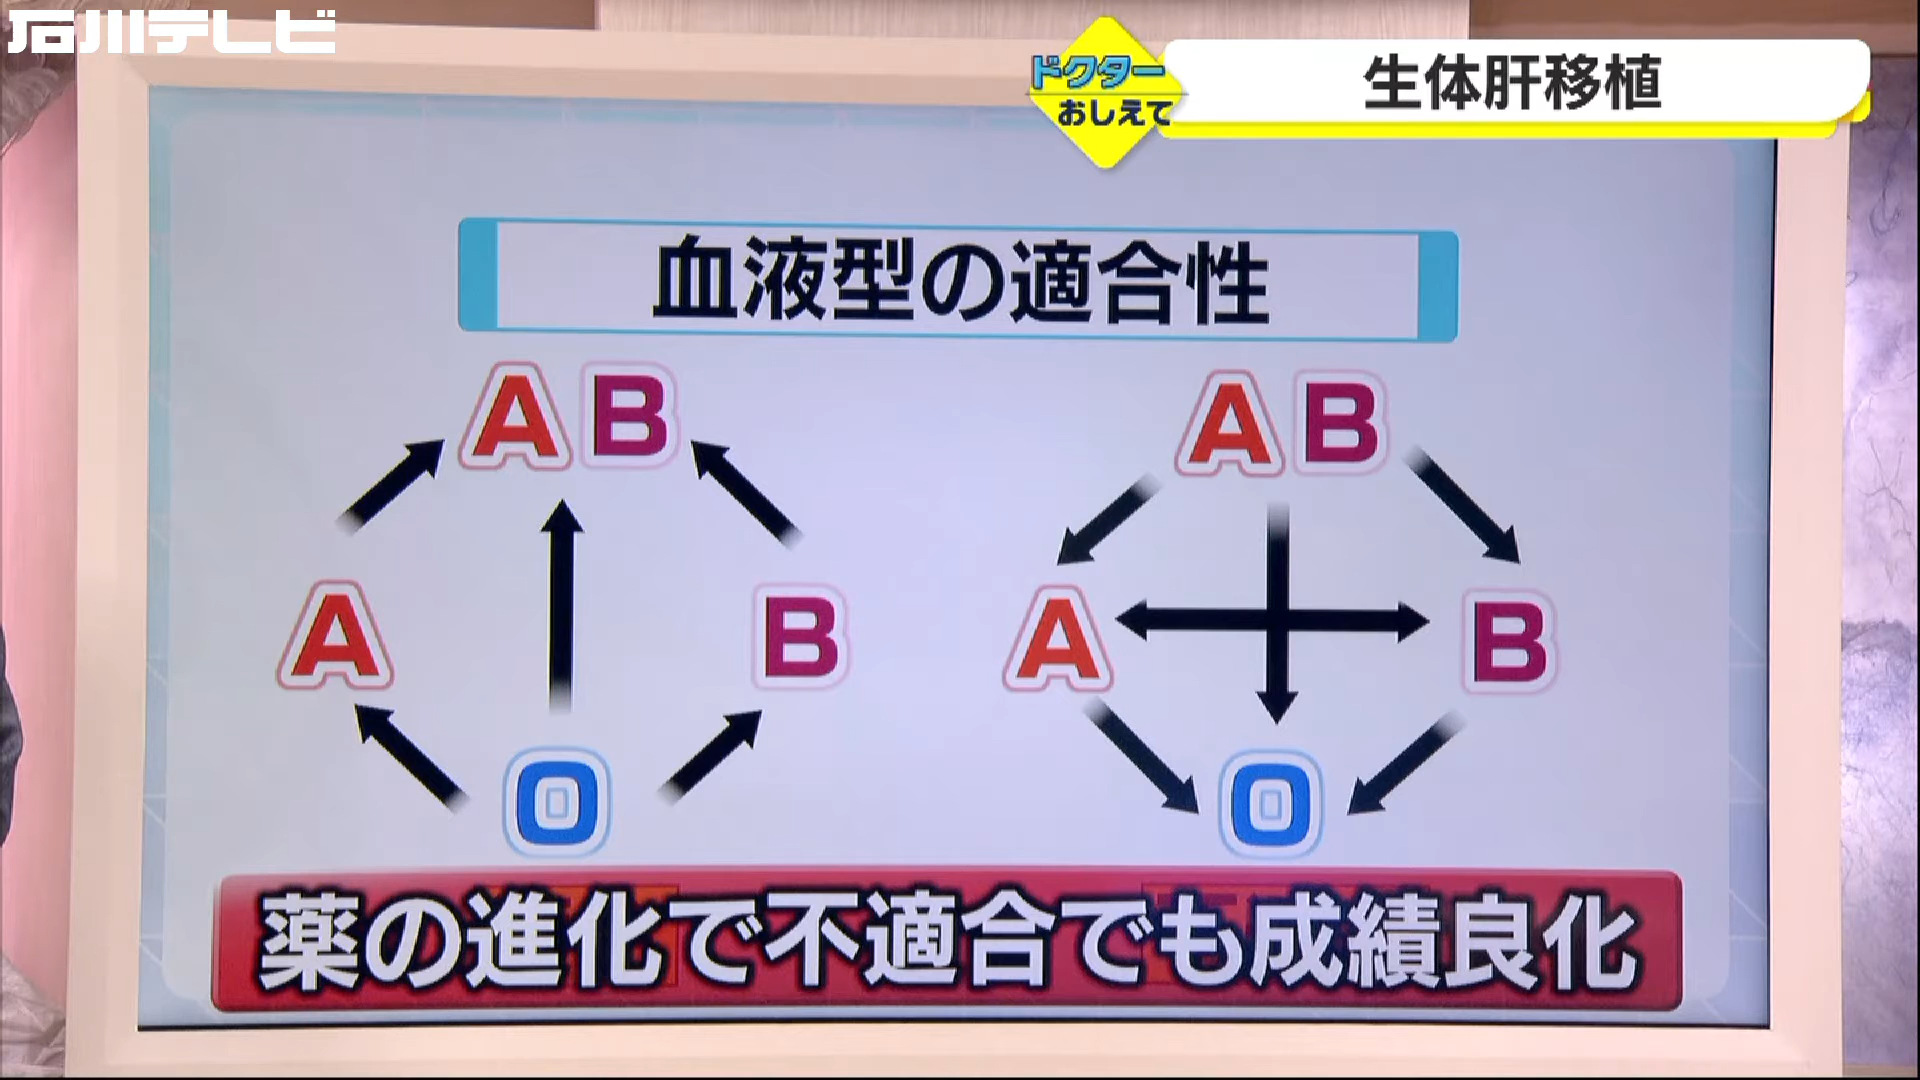 石川テレビ
ドクター
おしえて
生体肝移植
血液型の適合性
AB AB
A B A B
O O
薬の進化で不適合でも成績良化